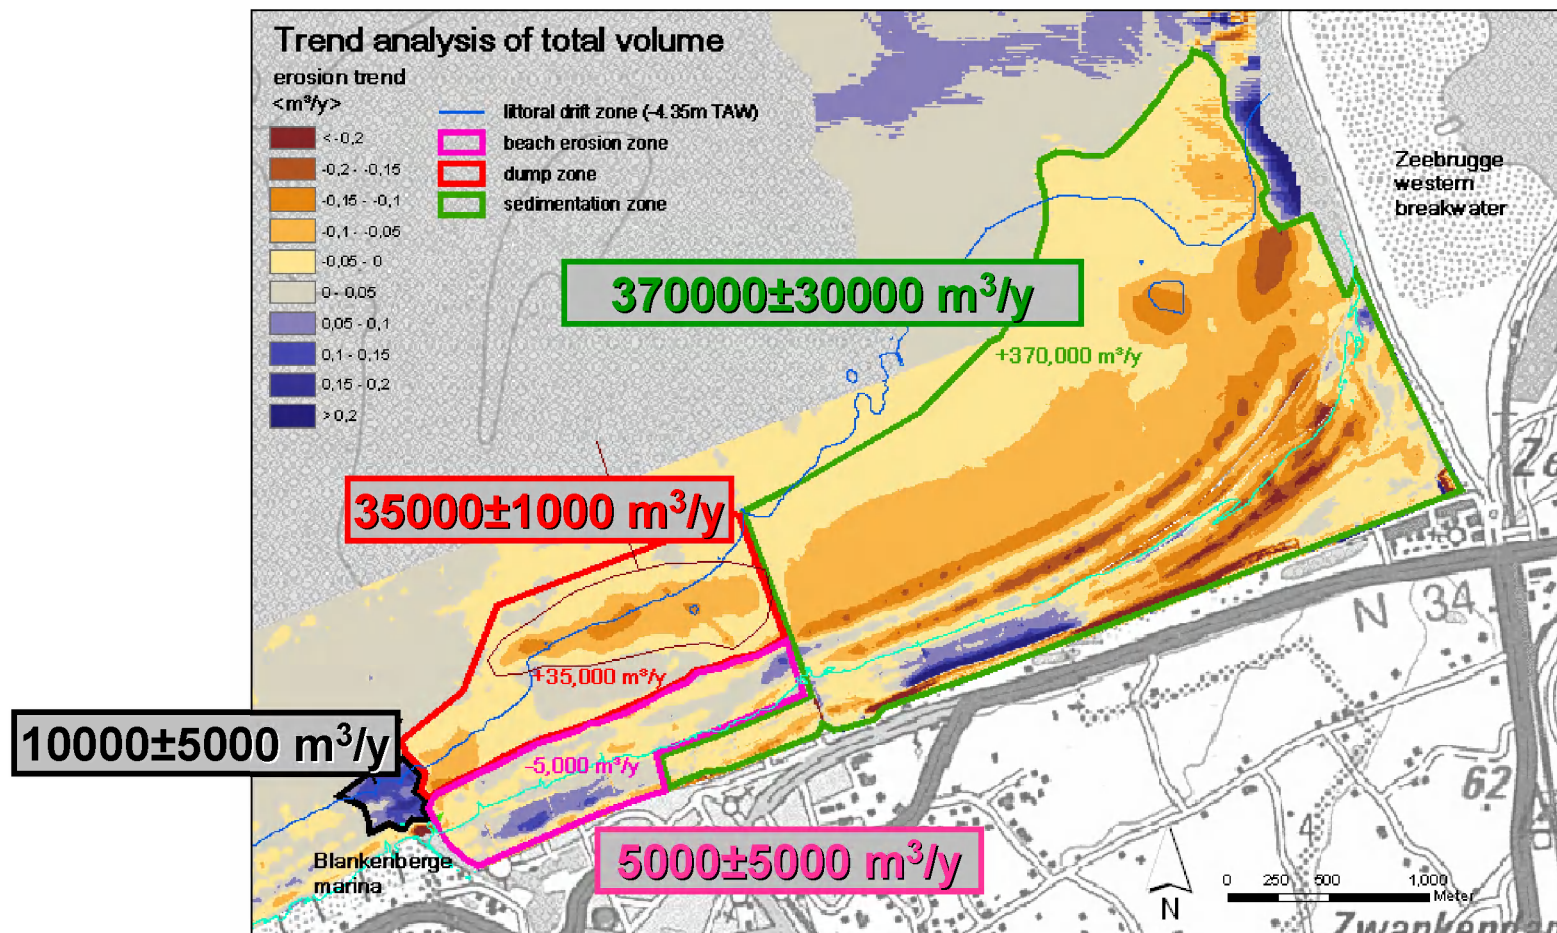 Trend analysis of total volume
erosion trend
<m³/y>
< -0,2
-0,2 - -0,15
-0,15 - -0,1
-0,1 - -0,05
-0,05 - 0
0 - 0,05
0,05 - 0,1
0,1 - 0,15
0,15 - 0,2
> 0,2
littoral drift zone (-4.35m TAW)
beach erosion zone
dump zone
sedimentation zone
Zeebrugge
western
breakwater
370000±30000 m³/y
+370,000 m³/y
35000±1000 m³/y
+35,000 m³/y
10000±5000 m³/y
-5,000 m³/y
5000±5000 m³/y
Blankenberge
marina
N 34
62
4
N
0 250 500 1,000
Meter